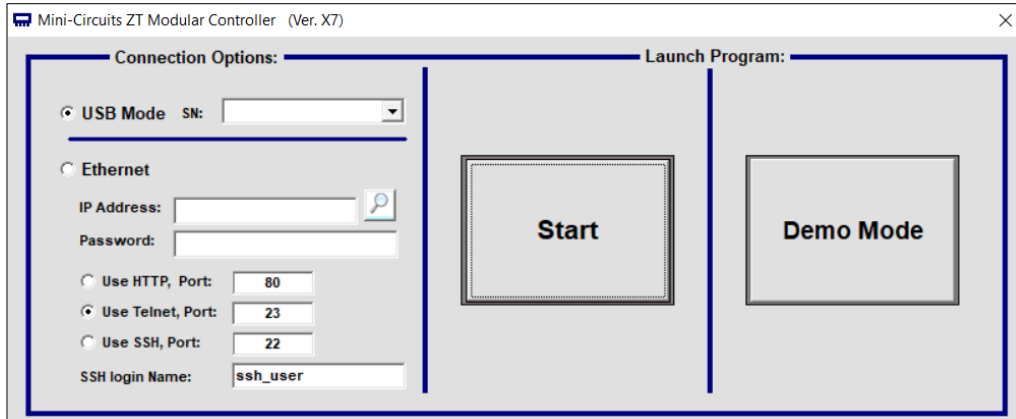 Mini-Circuits ZT Modular Controller (Ver. X7)
Connection Options:
Launch Program:
USB Mode SN:
Ethernet
IP Address:
Password:
Use HTTP, Port: 80
Use Telnet, Port: 23
Use SSH, Port: 22
SSH login Name: ssh_user
Start
Demo Mode